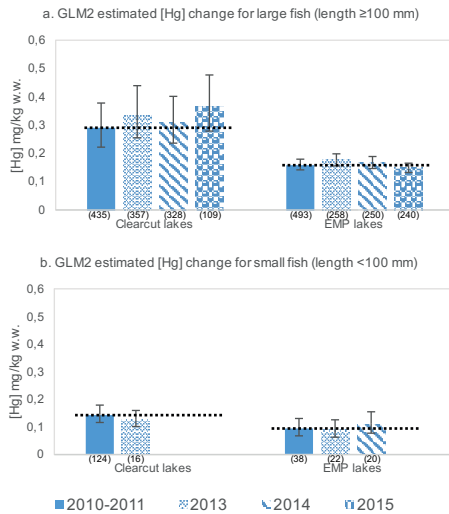 a. GLM2 estimated [Hg] change for large fish (length ≥100 mm)
[Hg] mg/kg w.w.
0,6
0,5
0,4
0,3
0,2
0,1
0
(435) (357) (328) (109) (493) (258) (250) (240)
Clearcut lakes EMP lakes
b. GLM2 estimated [Hg] change for small fish (length <100 mm)
[Hg] mg/kg w.w.
0,6
0,5
0,4
0,3
0,2
0,1
0
(124) (16) (38) (22) (20)
Clearcut lakes EMP lakes
2010-2011 2013 2014 2015